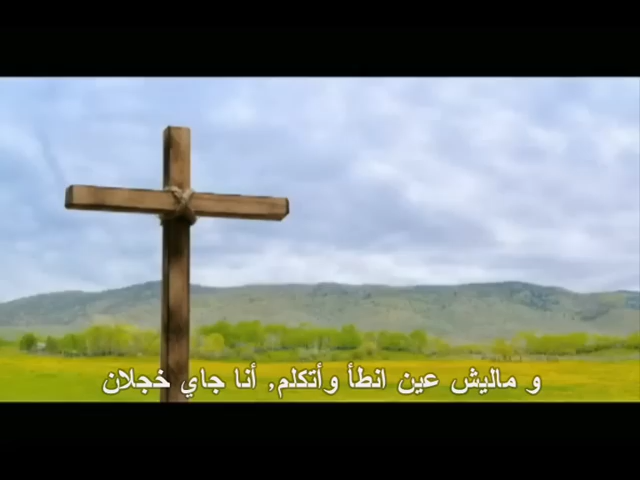 و ماليش عين انطأ وأتكلم, أنا جاي خجلان